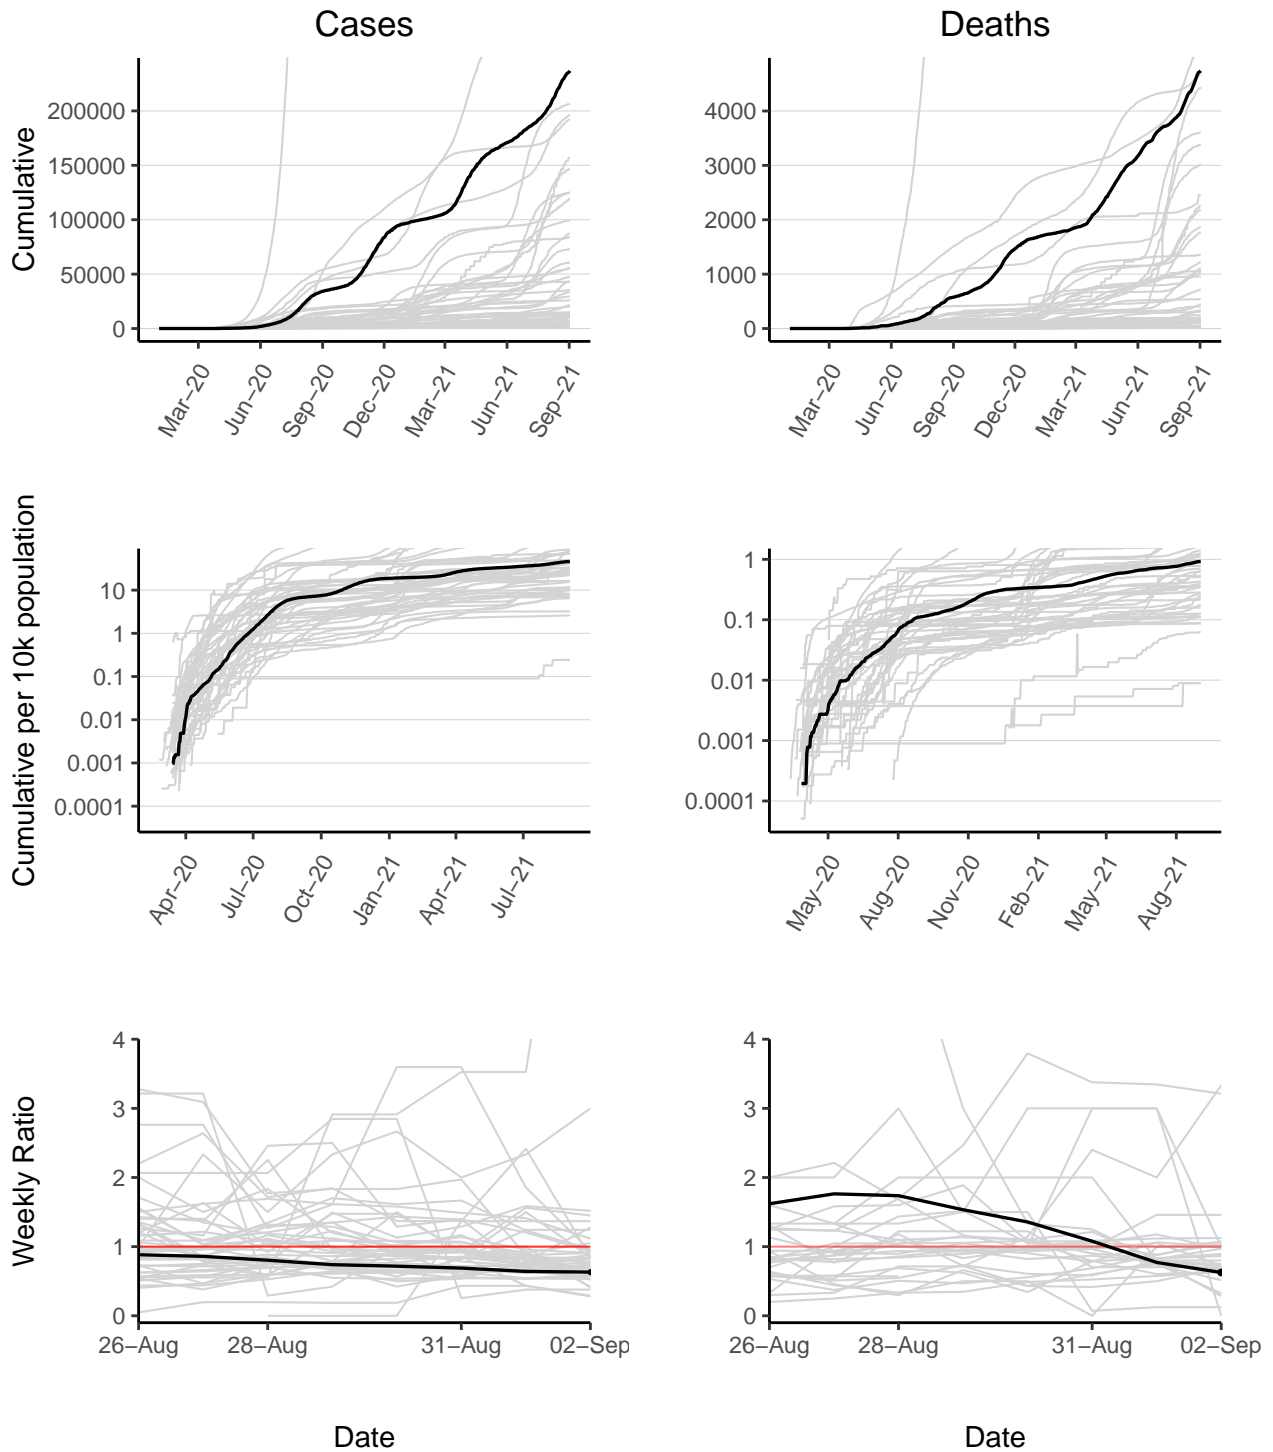 Cases
Deaths
Cumulative
200000
150000
100000
50000
0
Mar−20
Jun−20
Sep−20
Dec−20
Mar−21
Jun−21
Sep−21
4000
3000
2000
1000
0
Mar−20
Jun−20
Sep−20
Dec−20
Mar−21
Jun−21
Sep−21
Cumulative per 10k population
10
1
0.1
0.01
0.001
0.0001
Apr−20
Jul−20
Oct−20
Jan−21
Apr−21
Jul−21
1
0.1
0.01
0.001
0.0001
May−20
Aug−20
Nov−20
Feb−21
May−21
Aug−21
Weekly Ratio
4
3
2
1
0
26−Aug
28−Aug
31−Aug
02−Sep
4
3
2
1
0
26−Aug
28−Aug
31−Aug
02−Sep
Date
Date